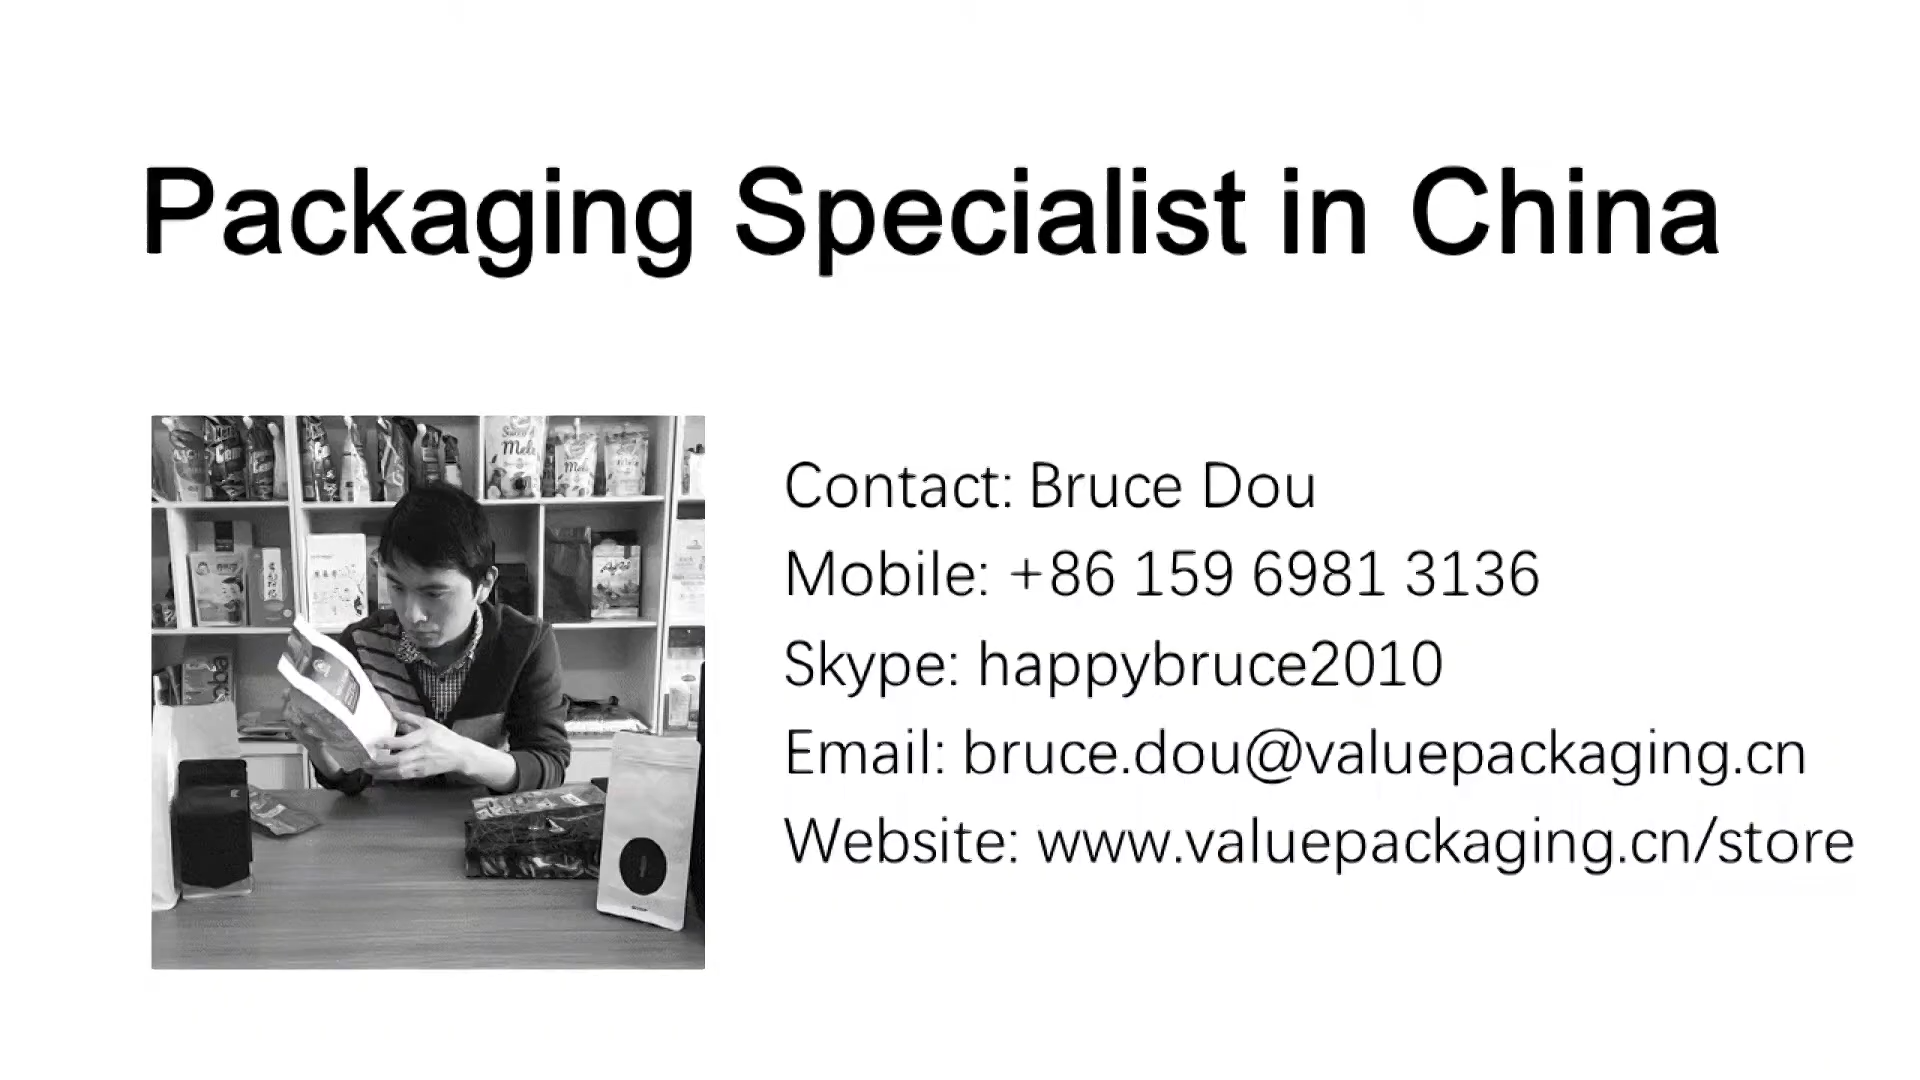 Packaging Specialist in China
Contact: Bruce Dou
Mobile: +86 159 6981 3136
Skype: happybruce2010
Email: bruce.dou@valuepackaging.cn
Website: www.valuepackaging.cn/store